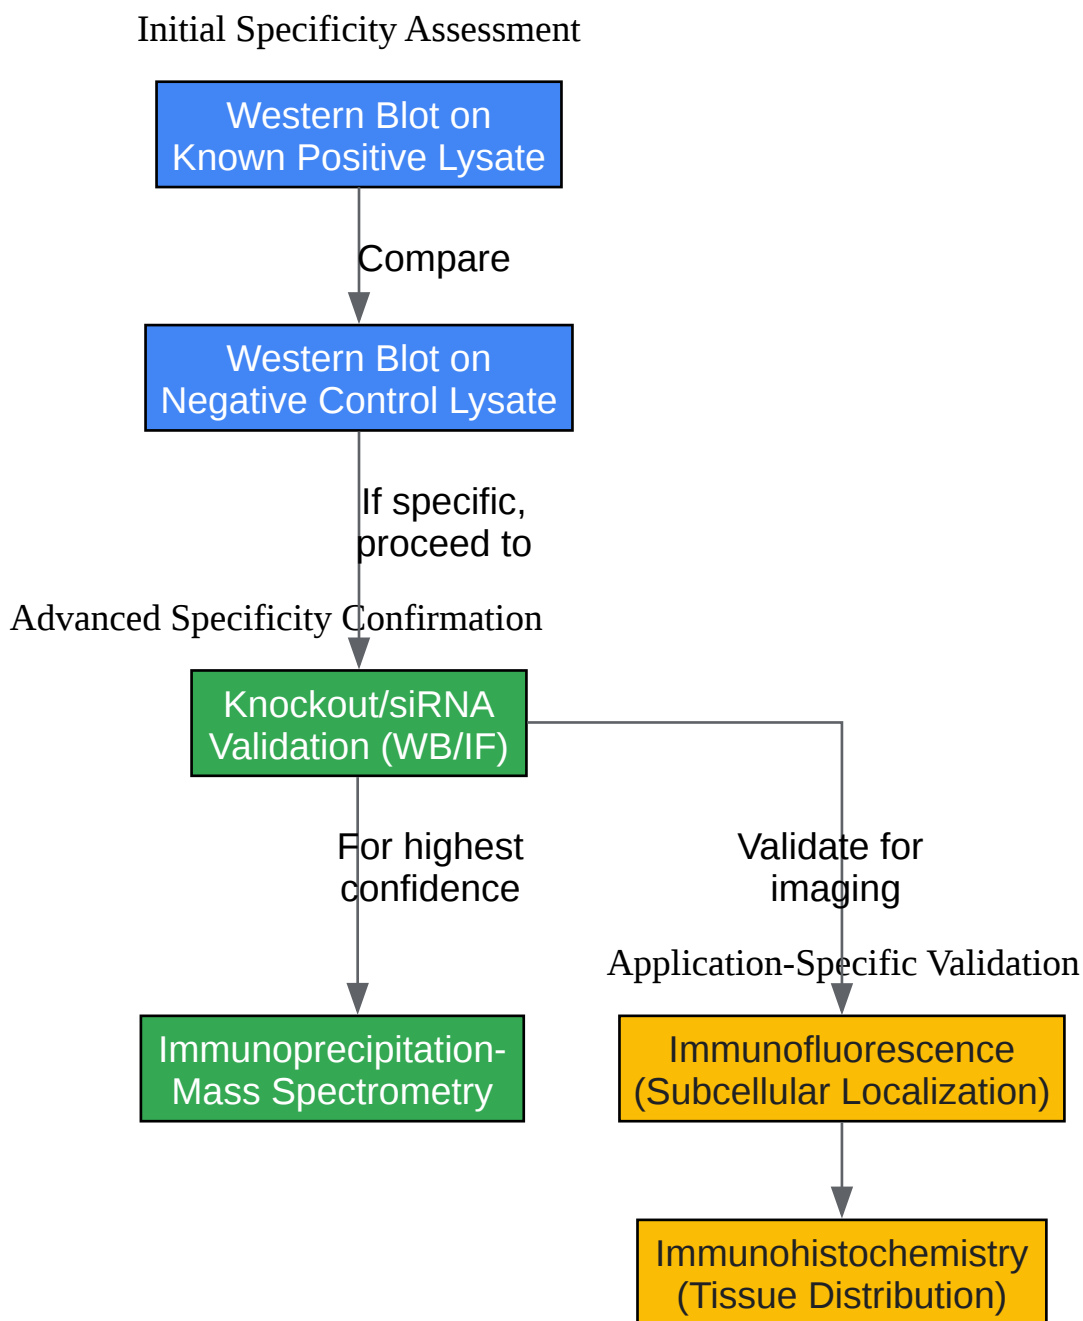 Initial Specificity Assessment
Western Blot on
Known Positive Lysate
Compare
Western Blot on
Negative Control Lysate
If specific,
proceed to
Advanced Specificity Confirmation
Knockout/siRNA
Validation (WB/IF)
For highest
confidence
Validate for
imaging
Application-Specific Validation
Immunoprecipitation-
Mass Spectrometry
Immunofluorescence
(Subcellular Localization)
Immunohistochemistry
(Tissue Distribution)